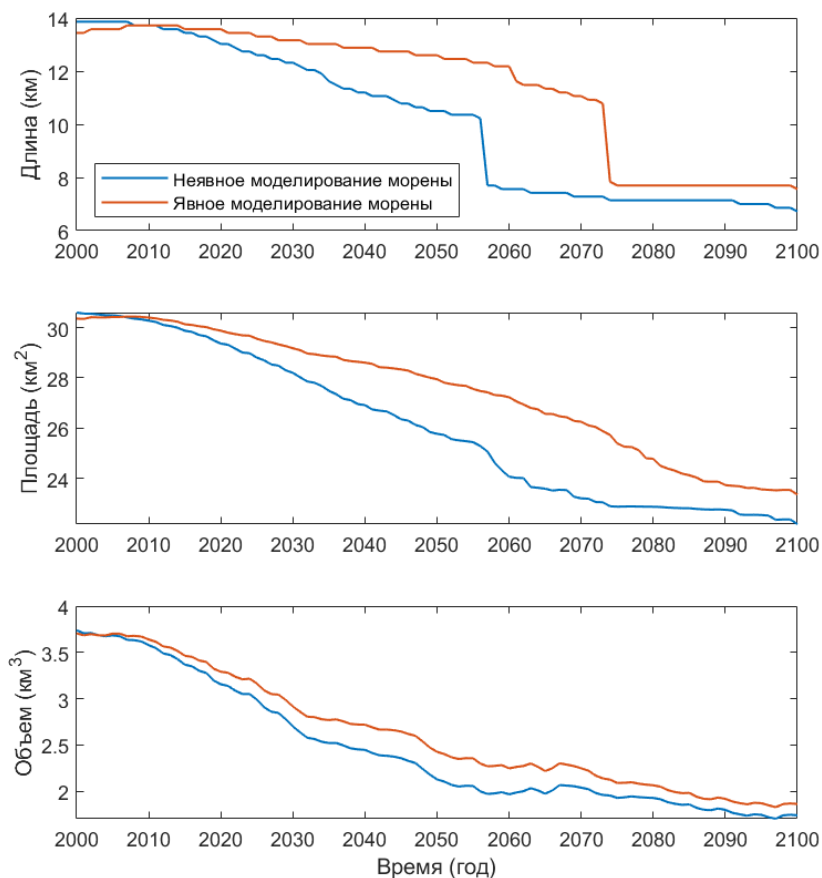 14
12
10
8
6
Длина (км)
Неявное моделирование морены
Явное моделирование морены
2000 2010 2020 2030 2040 2050 2060 2070 2080 2090 2100
30
28
26
24
Площадь (км²)
2000 2010 2020 2030 2040 2050 2060 2070 2080 2090 2100
4
3.5
3
2.5
2
Объем (км³)
2000 2010 2020 2030 2040 2050 2060 2070 2080 2090 2100
Время (год)